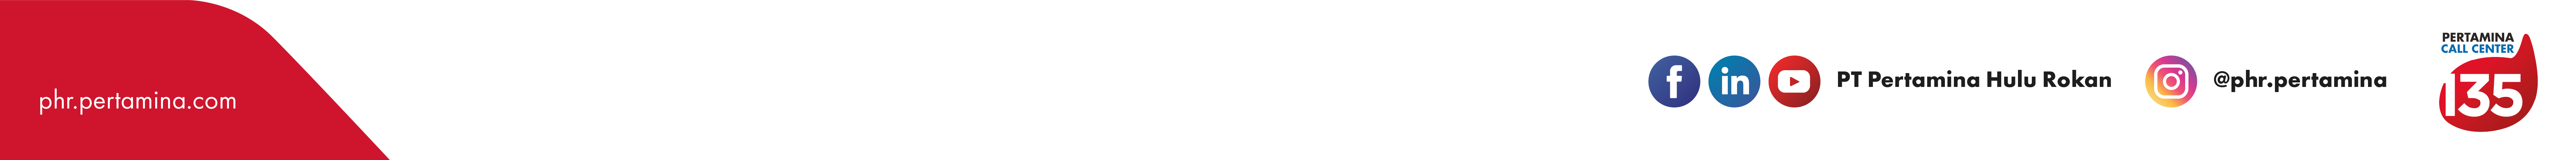 phr.pertamina.com
PT Pertamina Hulu Rokan
@phr.pertamina
PERTAMINA
CALL CENTER
135